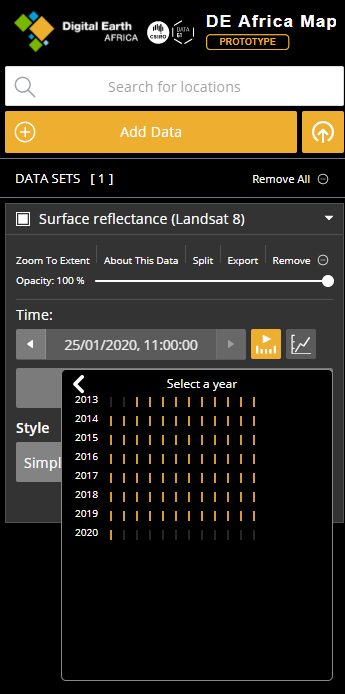 Digital Earth
AFRICA
CSIRO
DATA
61
DE Africa Map
PROTOTYPE
Search for locations
Add Data
DATA SETS [ 1 ]
Remove All
Surface reflectance (Landsat 8)
Zoom To Extent
About This Data
Split
Export
Remove
Opacity: 100 %
Time:
25/01/2020, 11:00:00
Select a year
2013
2014
2015
2016
2017
2018
2019
2020
Style
Simpl